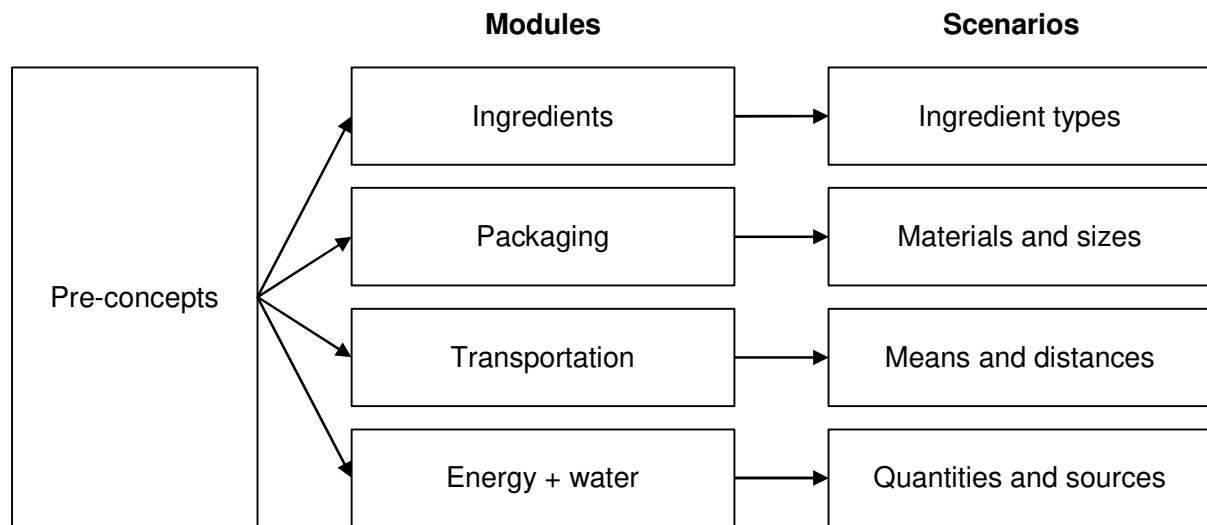 Modules
Scenarios
Pre-concepts
Ingredients
Ingredient types
Packaging
Materials and sizes
Transportation
Means and distances
Energy + water
Quantities and sources